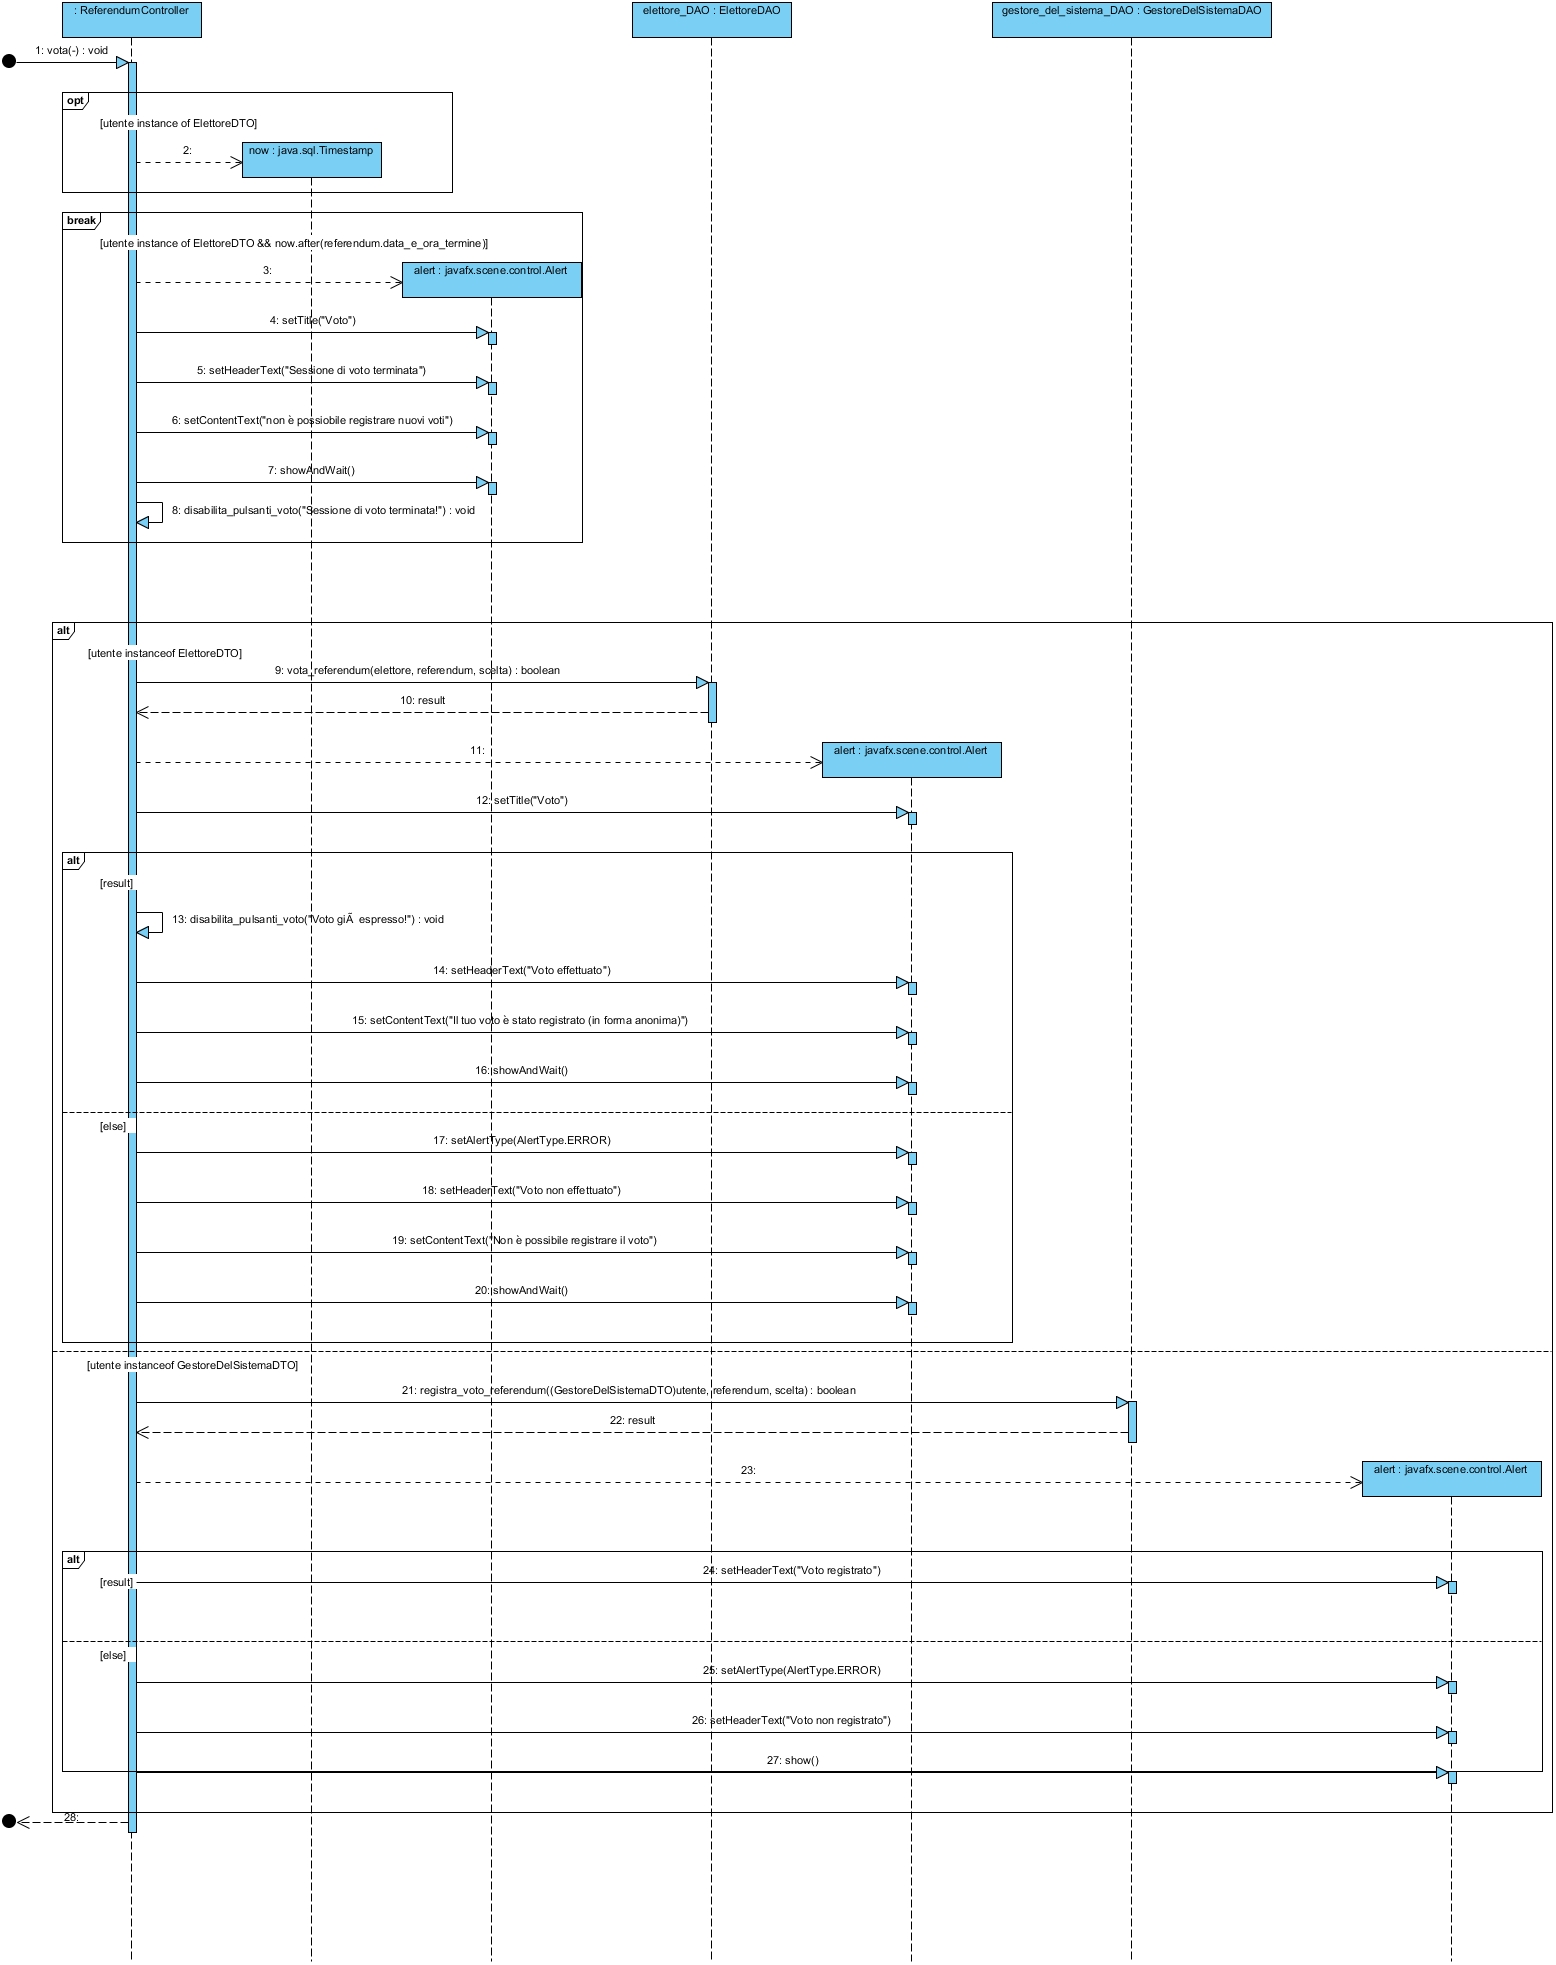 : ReferendumController
elettore_DAO : ElettoreDAO
gestore_del_sistema_DAO : GestoreDelSistemaDAO
1: vota(-) : void
opt
[utente instance of ElettoreDTO]
2:
now : java.sql.Timestamp
break
[utente instance of ElettoreDTO && now.after(referendum.data_e_ora_termine)]
3:
alert : javafx.scene.control.Alert
4: setTitle("Voto")
5: setHeaderText("Sessione di voto terminata")
6: setContentText("non è possiobile registrare nuovi voti")
7: showAndWait()
8: disabilita_pulsanti_voto("Sessione di voto terminata!") : void
alt
[utente instanceof ElettoreDTO]
9: vota_referendum(elettore, referendum, scelta) : boolean
10: result
11:
alert : javafx.scene.control.Alert
12: setTitle("Voto")
alt
[result]
13: disabilita_pulsanti_voto("Voto giÃ  espresso!") : void
14: setHeaderText("Voto effettuato")
15: setContentText("Il tuo voto è stato registrato (in forma anonima)")
16: showAndWait()
[else]
17: setAlertType(AlertType.ERROR)
18: setHeaderText("Voto non effettuato")
19: setContentText("Non è possibile registrare il voto")
20: showAndWait()
[utente instanceof GestoreDelSistemaDTO]
21: registra_voto_referendum((GestoreDelSistemaDTO)utente, referendum, scelta) : boolean
22: result
23:
alert : javafx.scene.control.Alert
alt
24: setHeaderText("Voto registrato")
[result]
[else]
25: setAlertType(AlertType.ERROR)
26: setHeaderText("Voto non registrato")
27: show()
28: